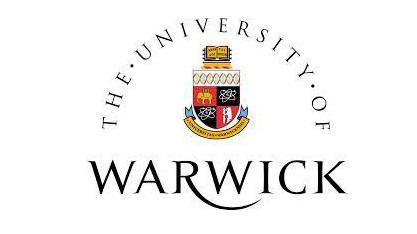 THE · UNIVERSITY · OF
WARWICK